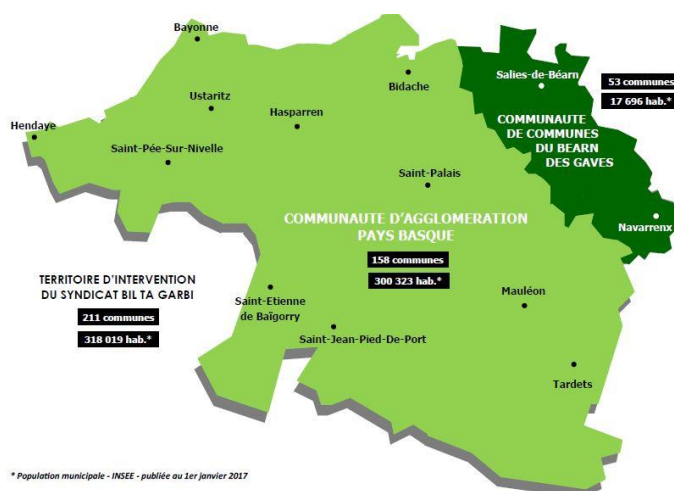 Bayonne
Salies-de-Béarn
53 communes
Bidache
17 696 hab.*
Ustaritz
Hasparren
COMMUNAUTE
DE COMMUNES
DU BEARN
DES GAVES
Hendaye
Saint-Pée-Sur-Nivelle
Saint-Palais
COMMUNAUTE D'AGGLOMERATION
PAYS BASQUE
Navarrenx
158 communes
300 323 hab.*
TERRITOIRE D'INTERVENTION
DU SYNDICAT BIL TA GARBI
211 communes
318 019 hab.*
Saint-Etienne
de Baïgorry
Mauléon
Saint-Jean-Pied-De-Port
Tardets
* Population municipale - INSEE - publiée au 1er janvier 2017